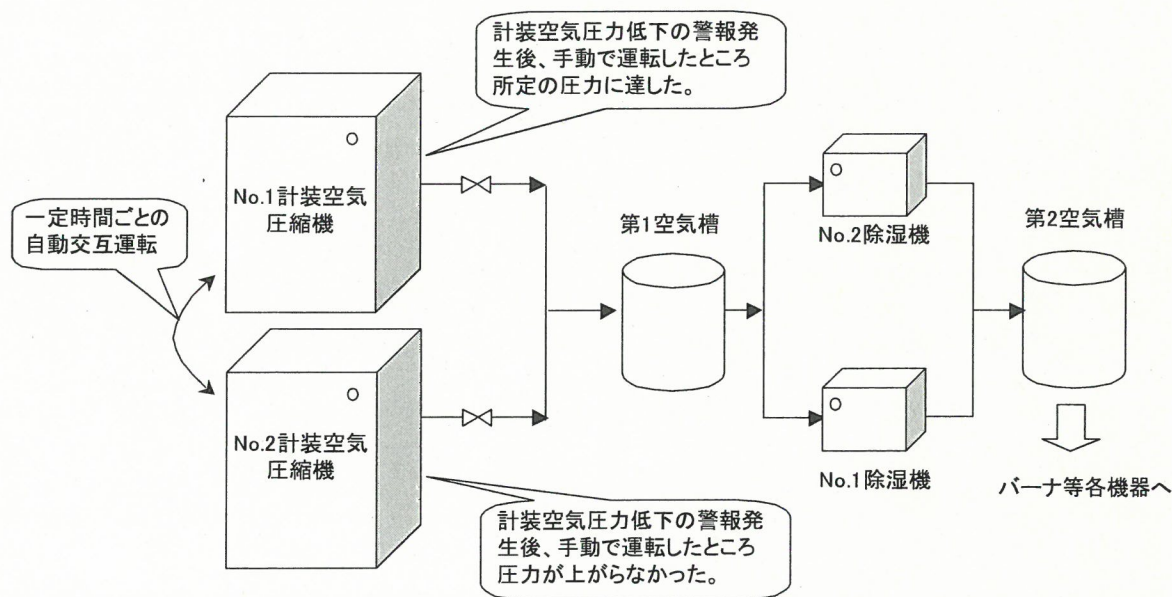 計装空気圧力低下の警報発
生後、手動で運転したところ
所定の圧力に達した。
No.1計装空気
圧縮機
一定時間ごとの
自動交互運転
第1空気槽
No.2除湿機
第2空気槽
No.2計装空気
圧縮機
No.1除湿機
バーナ等各機器へ
計装空気圧力低下の警報発
生後、手動で運転したところ
圧力が上がらなかった。